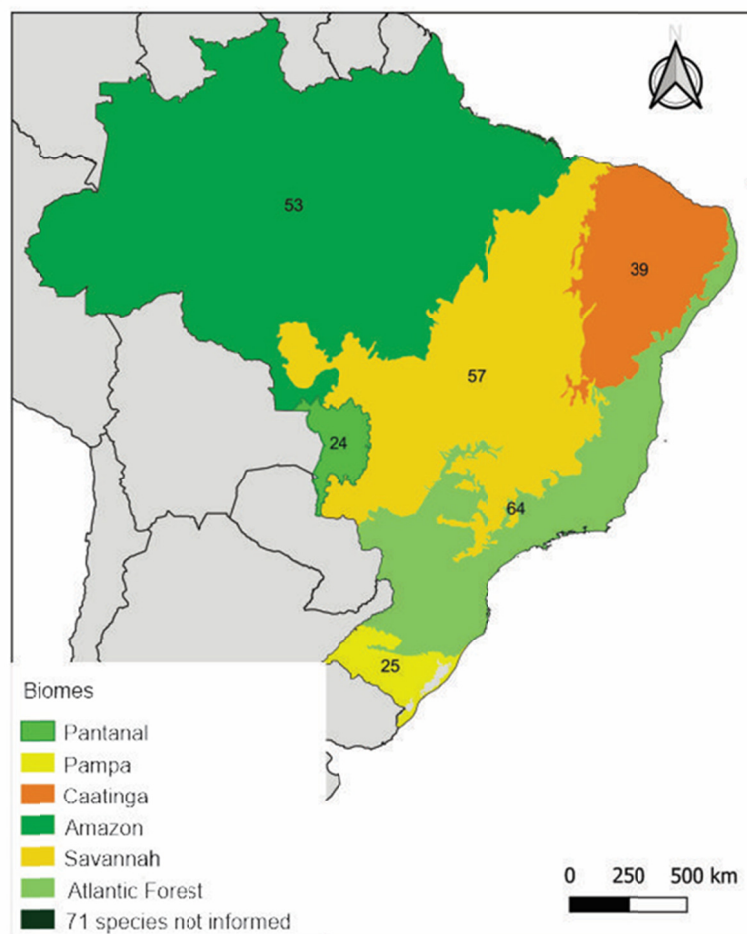 N
53
39
57
24
64
25
Biomes
Pantanal
Pampa
Caatinga
Amazon
Savannah
Atlantic Forest
71 species not informed
0 250 500 km